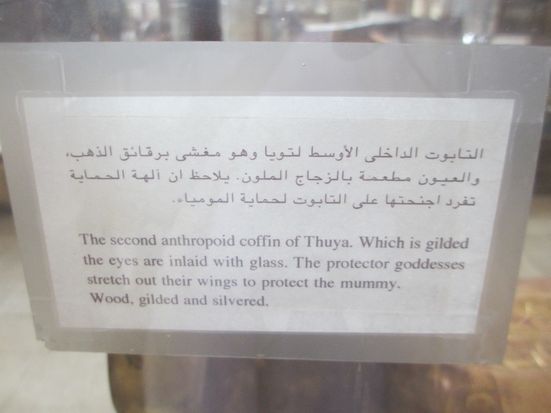 التابوت الداخلى الأوسط لتويا وهو مغشى برقائق الذهب،
والعيون مطعمة بالزجاج الملون. يلاحظ ان ألهة الحماية
تفرد اجنحتها على التابوت لحماية المومياء.
The second anthropoid coffin of Thuya. Which is gilded
the eyes are inlaid with glass. The protector goddesses
stretch out their wings to protect the mummy.
Wood, gilded and silvered.